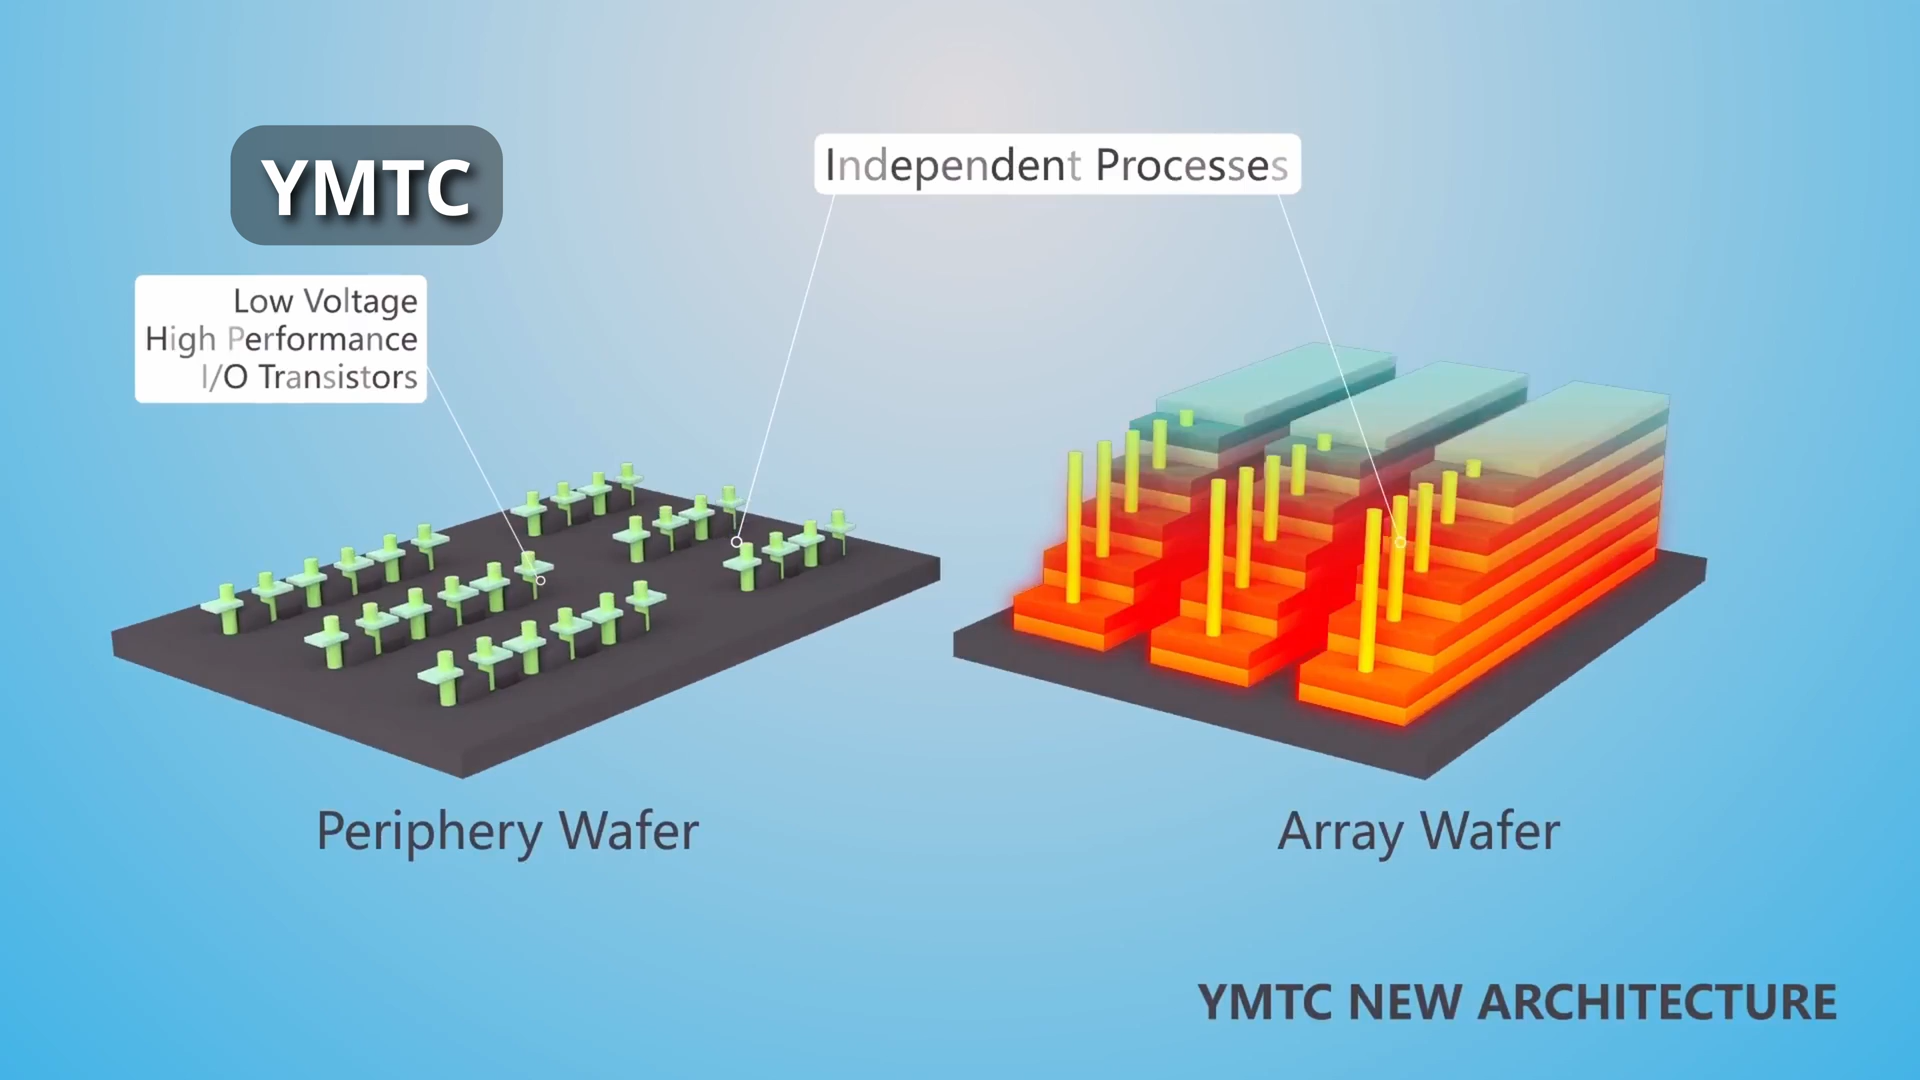 YMTC
Independent Processes
Low Voltage
High Performance
I/O Transistors
Periphery Wafer
Array Wafer
YMTC NEW ARCHITECTURE